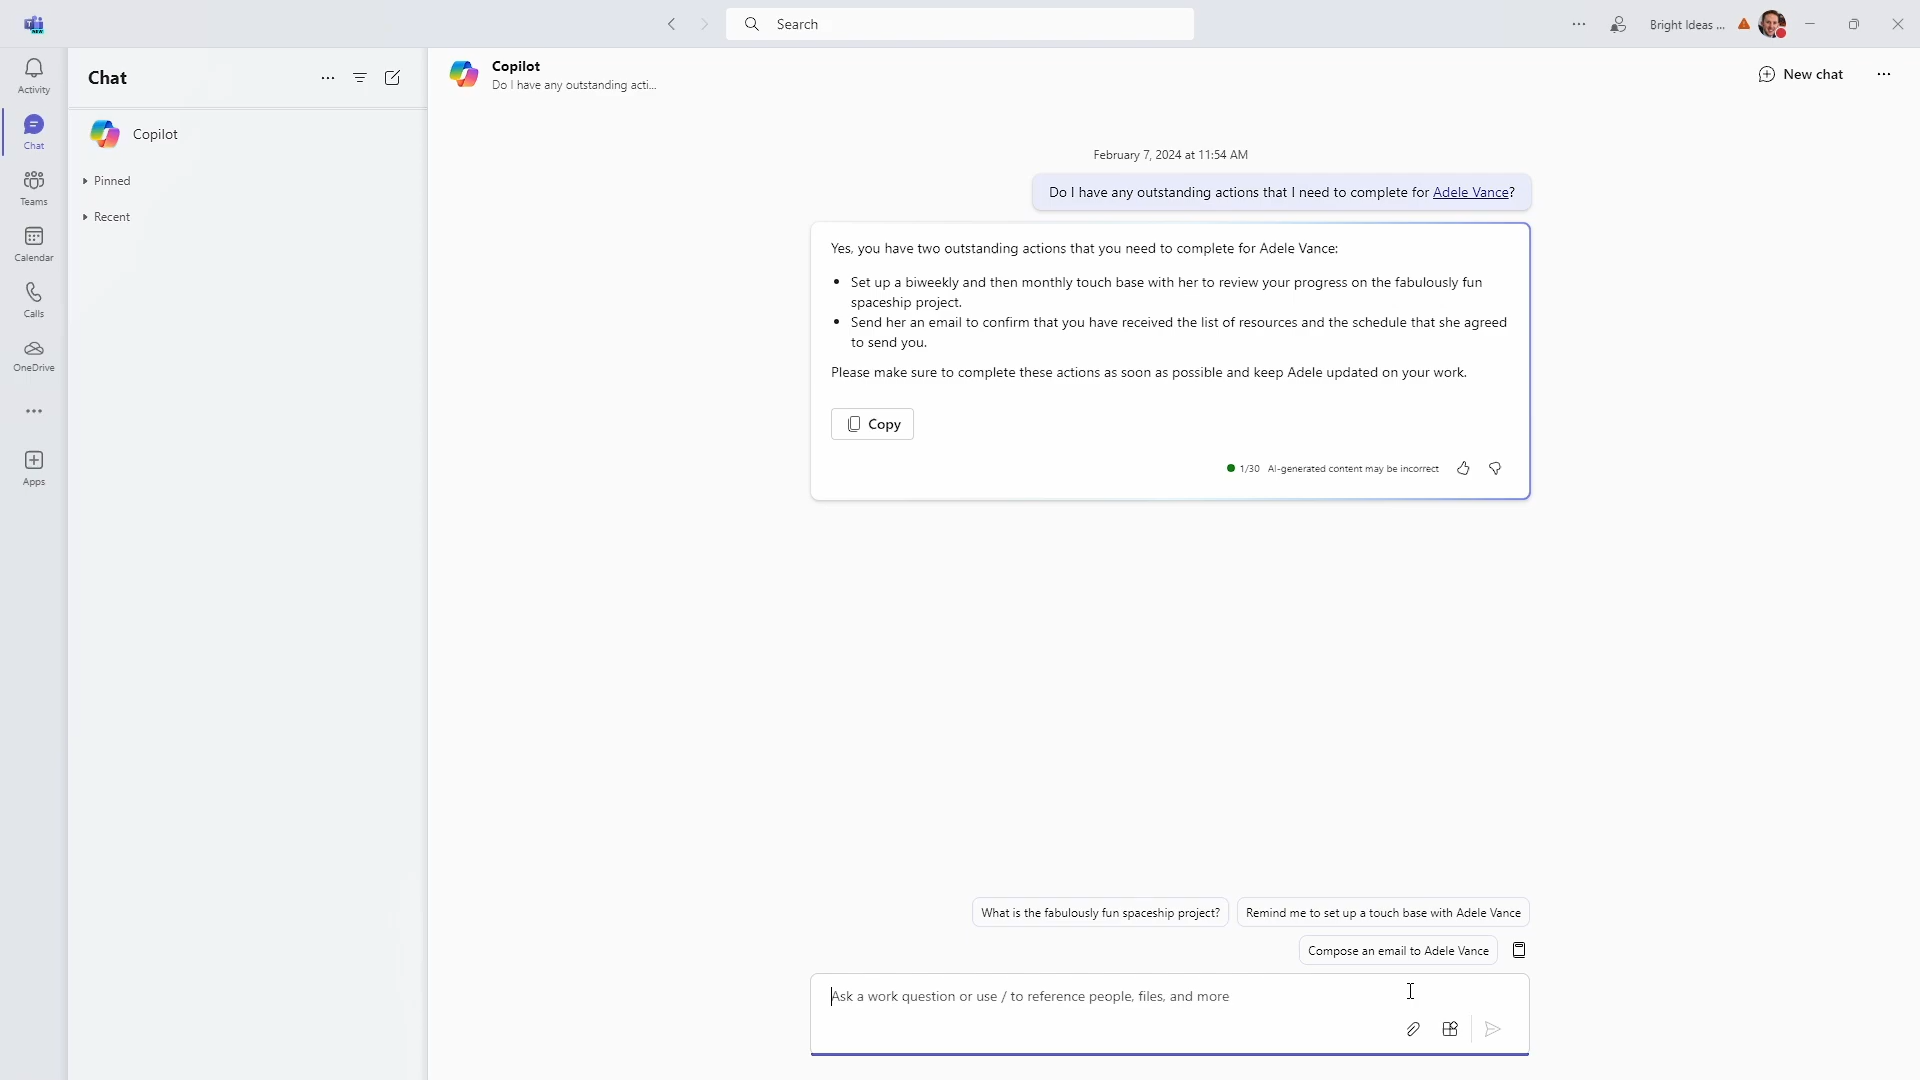 Search
Bright Ideas ...
Activity
Chat
Teams
Calendar
Calls
OneDrive
Apps
Chat
Copilot
Pinned
Recent
Copilot
Do I have any outstanding acti...
New chat
February 7, 2024 at 11:54 AM
Do I have any outstanding actions that I need to complete for Adele Vance?
Yes, you have two outstanding actions that you need to complete for Adele Vance:
• Set up a biweekly and then monthly touch base with her to review your progress on the fabulously fun
spaceship project.
• Send her an email to confirm that you have received the list of resources and the schedule that she agreed
to send you.
Please make sure to complete these actions as soon as possible and keep Adele updated on your work.
Copy
1/30 AI-generated content may be incorrect
What is the fabulously fun spaceship project?
Remind me to set up a touch base with Adele Vance
Compose an email to Adele Vance
Ask a work question or use / to reference people, files, and more